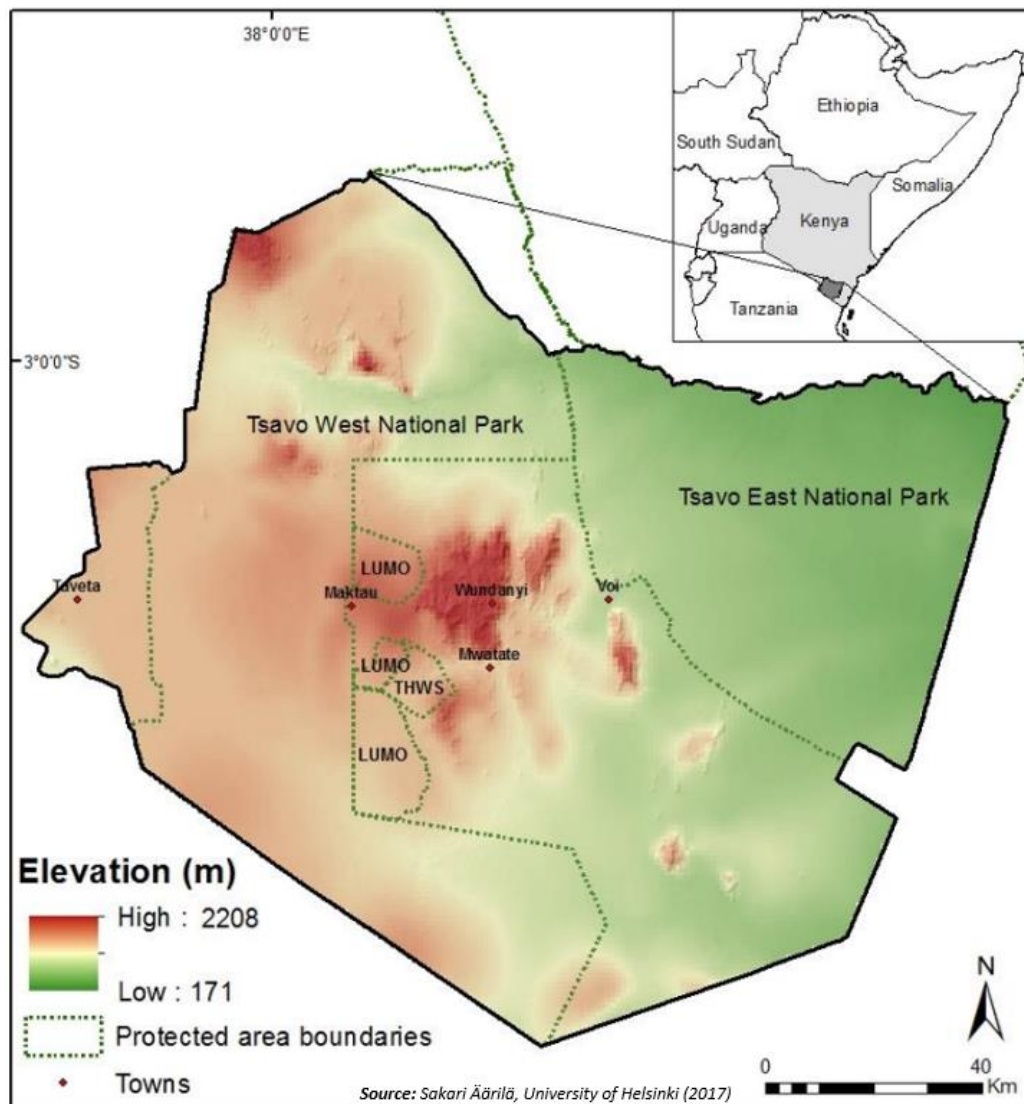 38°0'0"E
Ethiopia
South Sudan
Somalia
Uganda
Kenya
Tanzania
3°0'0"S
Tsavo West National Park
Tsavo East National Park
LUMO
Taveta
Maktau
Wundanyi
Voi
LUMO
Mwatate
THWS
LUMO
Elevation (m)
High : 2208
Low : 171
Protected area boundaries
Towns
N
0 40
Km
Source: Sakari Äärilä, University of Helsinki (2017)